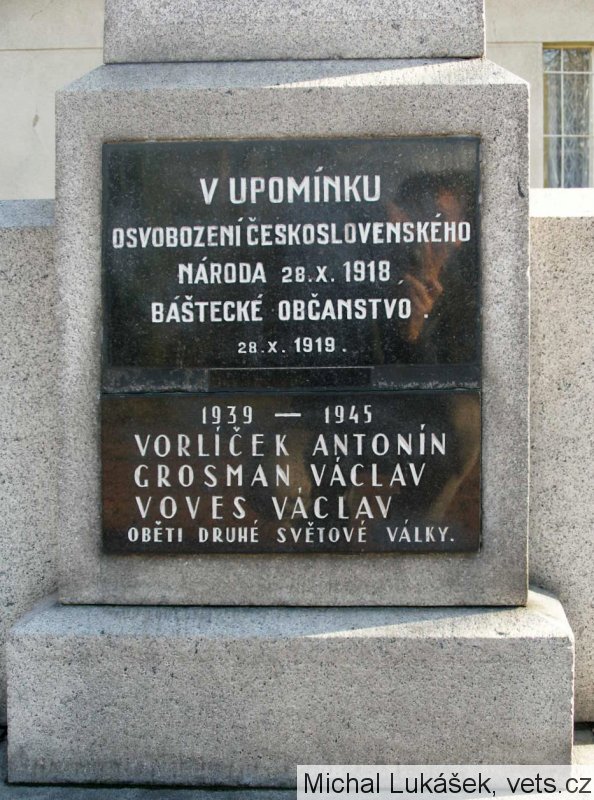 V UPOMÍNKU
OSVOBOZENÍ ČESKOSLOVENSKÉHO
NÁRODA 28.X. 1918
BÁŠTECKÉ OBČANSTVO.
28.X. 1919.
1939 — 1945
VORLÍČEK ANTONÍN
GROSMAN VÁCLAV
VOVES VÁCLAV
OBĚTI DRUHÉ SVĚTOVÉ VÁLKY.
Michal Lukášek, vets.cz